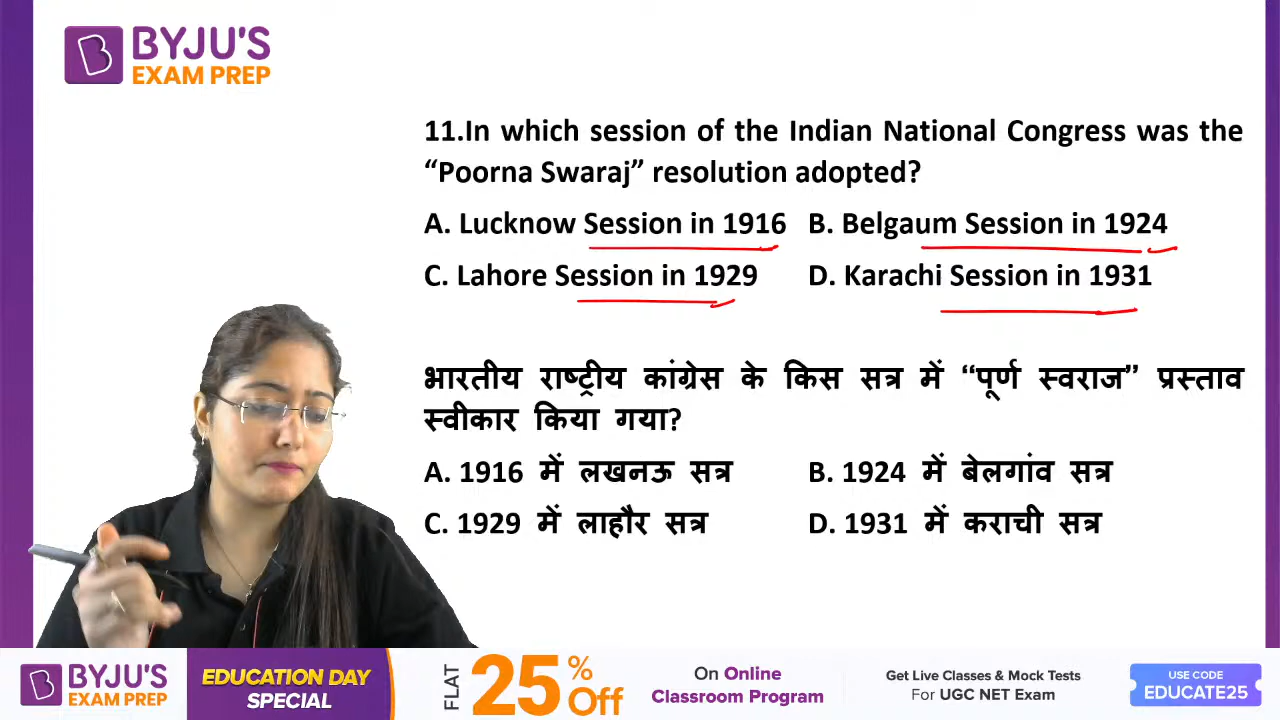 BYJU'S
EXAM PREP
11.In which session of the Indian National Congress was the
“Poorna Swaraj” resolution adopted?
A. Lucknow Session in 1916 B. Belgaum Session in 1924
C. Lahore Session in 1929 D. Karachi Session in 1931
भारतीय राष्ट्रीय कांग्रेस के किस सत्र में “पूर्ण स्वराज” प्रस्ताव
स्वीकार किया गया?
A. 1916 में लखनऊ सत्र B. 1924 में बेलगांव सत्र
C. 1929 में लाहौर सत्र D. 1931 में कराची सत्र
BYJU'S
EXAM PREP
EDUCATION DAY
SPECIAL
FLAT
25% Off
On Online
Classroom Program
Get Live Classes & Mock Tests
For UGC NET Exam
USE CODE
EDUCATE25